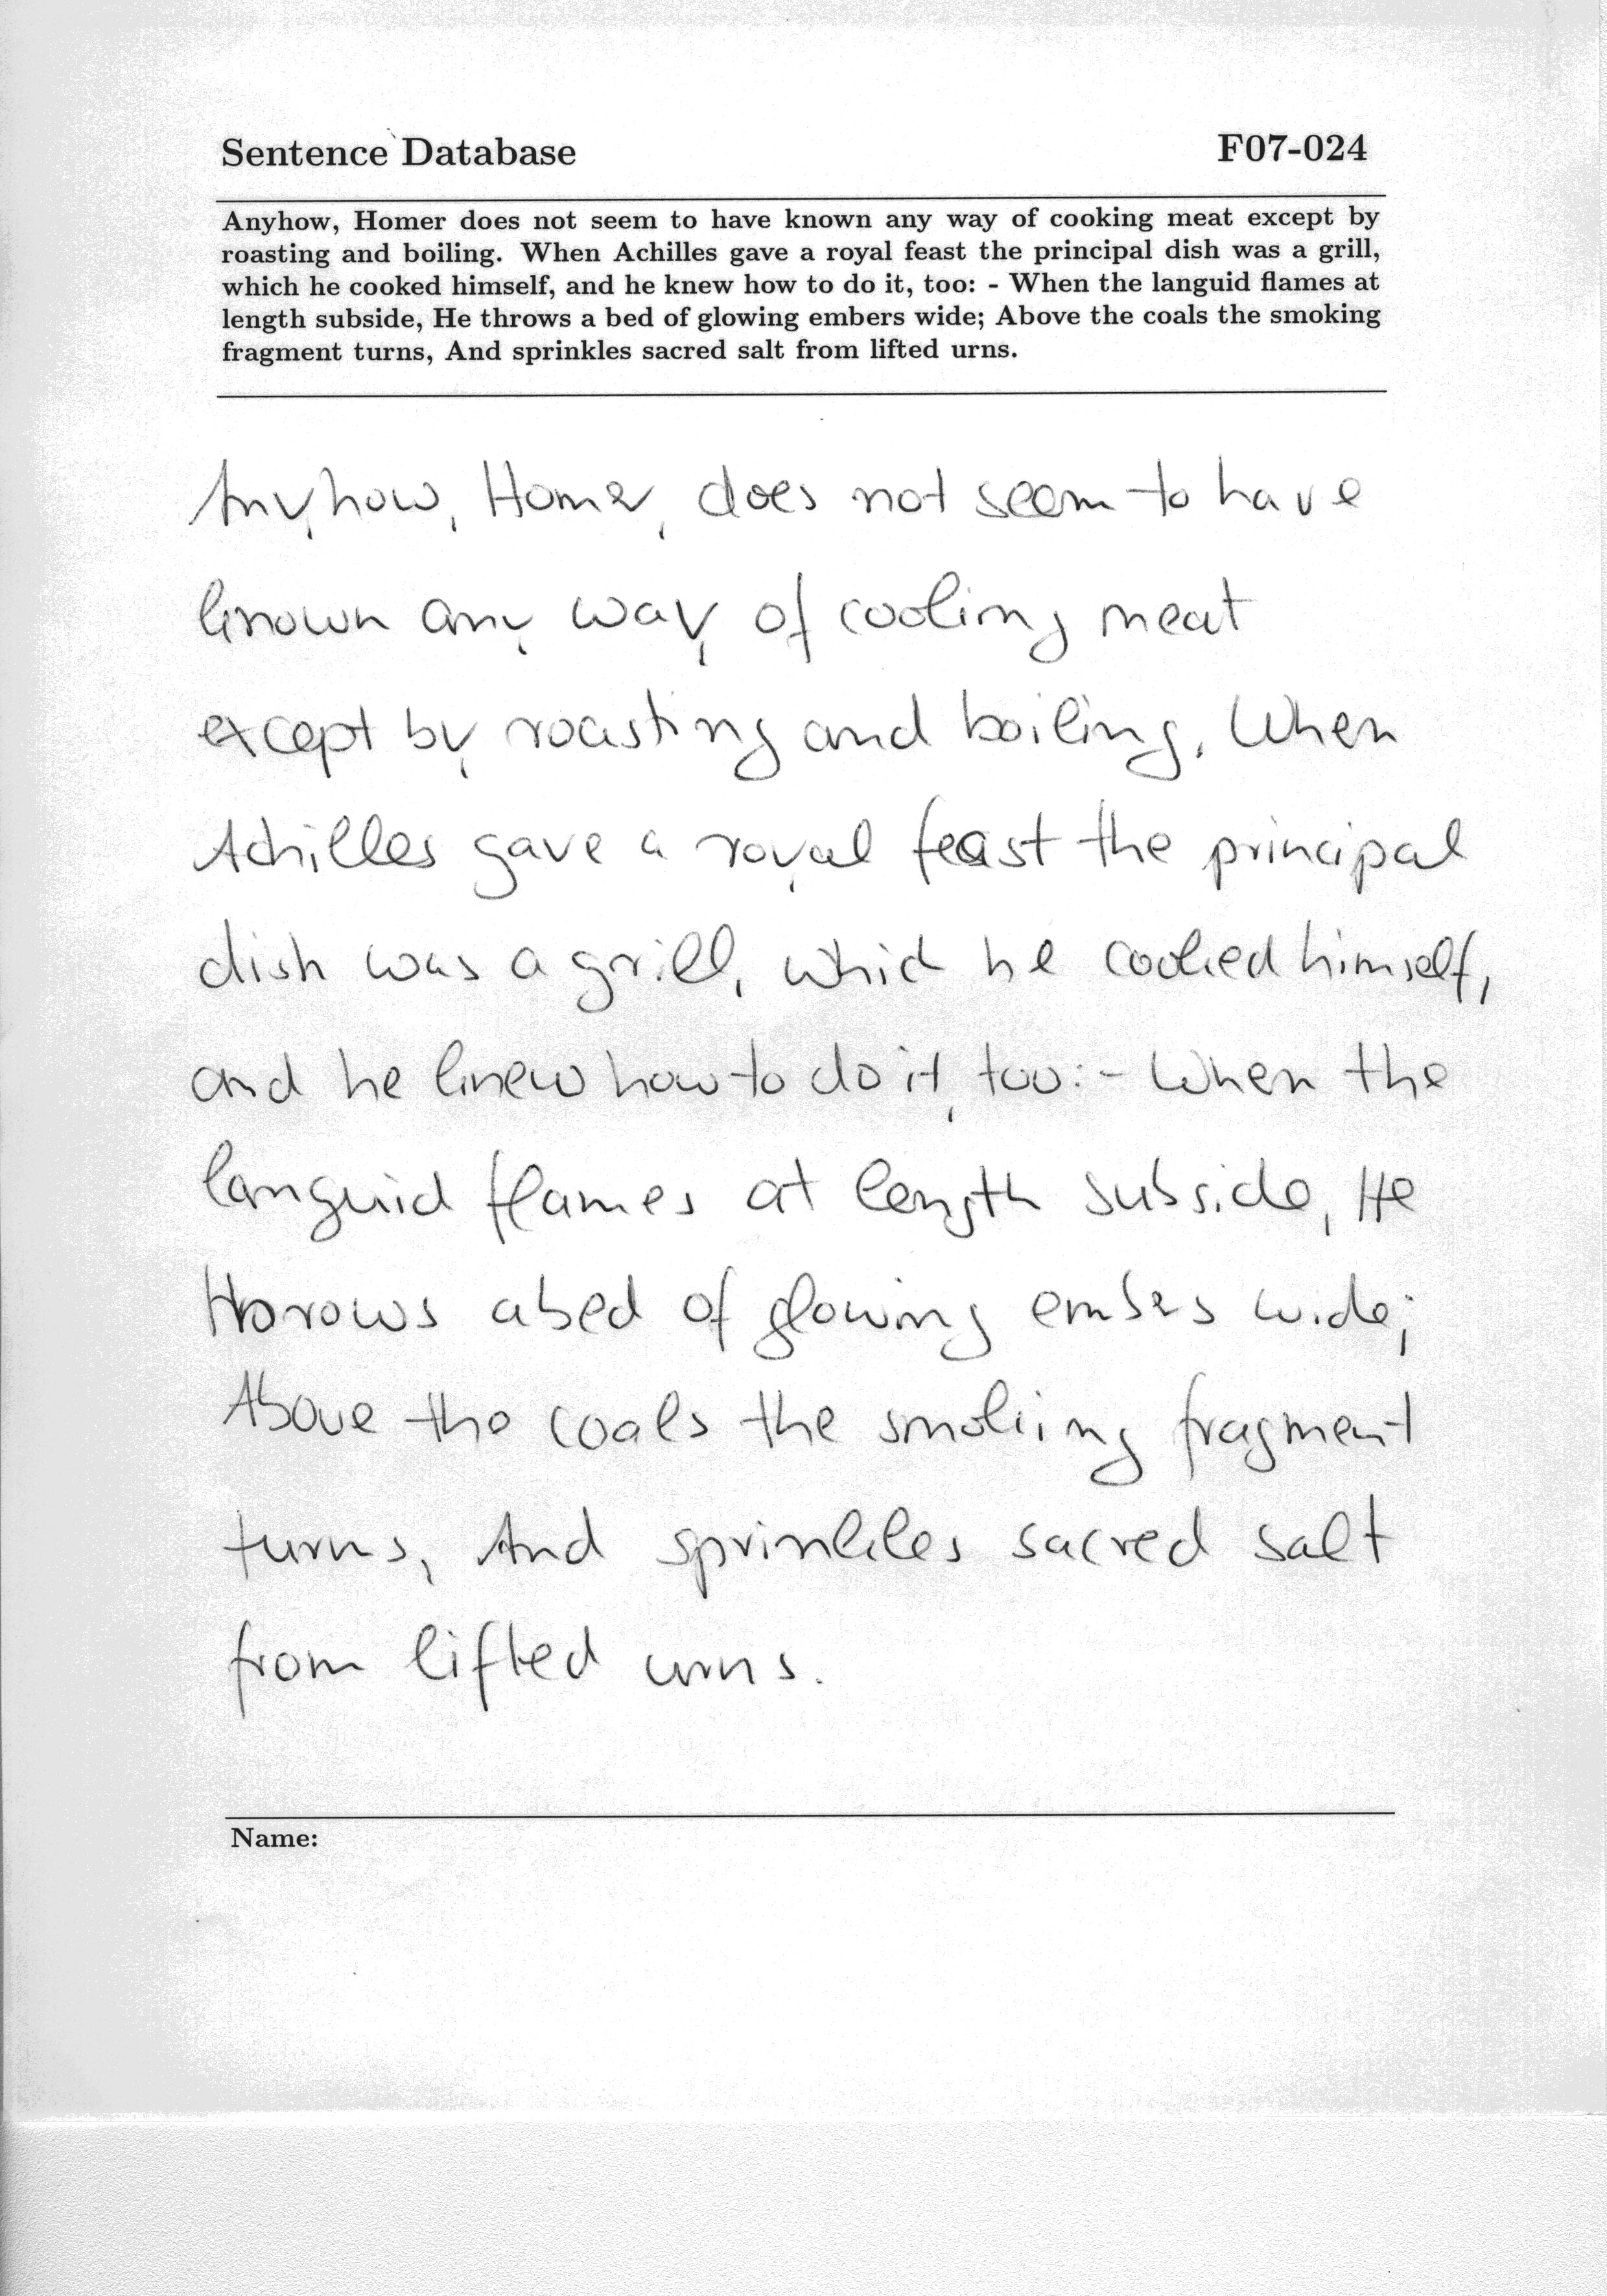 Sentence Database F07-024
Anyhow, Homer does not seem to have known any way of cooking meat except by
roasting and boiling. When Achilles gave a royal feast the principal dish was a grill,
which he cooked himself, and he knew how to do it, too: - When the languid flames at
length subside, He throws a bed of glowing embers wide; Above the coals the smoking
fragment turns, And sprinkles sacred salt from lifted urns.
Anyhow, Homer, does not seem to have
known any way of cooking meat
except by roasting and boiling. When
Achilles gave a royal feast the principal
dish was a grill, which he cooked himself,
and he knew how to do it, too: - When the
languid flames at length subside, He
throws a bed of glowing embers wide;
Above the coals the smoking fragment
turns, And sprinkles sacred salt
from lifted urns.
Name: